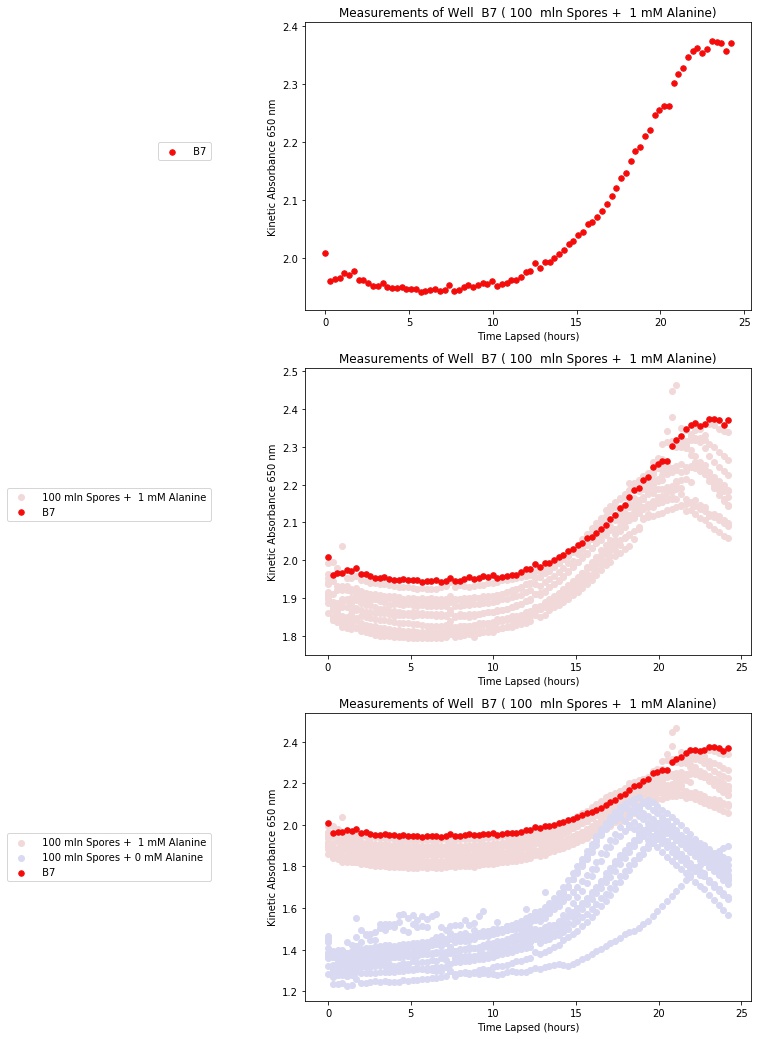 Measurements of Well  B7 ( 100  mln Spores +  1 mM Alanine)
2.4
2.3
2.2
2.1
2.0
Kinetic Absorbance 650 nm
B7
0
5
10
15
20
25
Time Lapsed (hours)
Measurements of Well  B7 ( 100  mln Spores +  1 mM Alanine)
2.5
2.4
2.3
2.2
2.1
2.0
1.9
1.8
Kinetic Absorbance 650 nm
100 mln Spores +  1 mM Alanine
B7
0
5
10
15
20
25
Time Lapsed (hours)
Measurements of Well  B7 ( 100  mln Spores +  1 mM Alanine)
2.4
2.2
2.0
1.8
1.6
1.4
1.2
Kinetic Absorbance 650 nm
100 mln Spores +  1 mM Alanine
100 mln Spores + 0 mM Alanine
B7
0
5
10
15
20
25
Time Lapsed (hours)